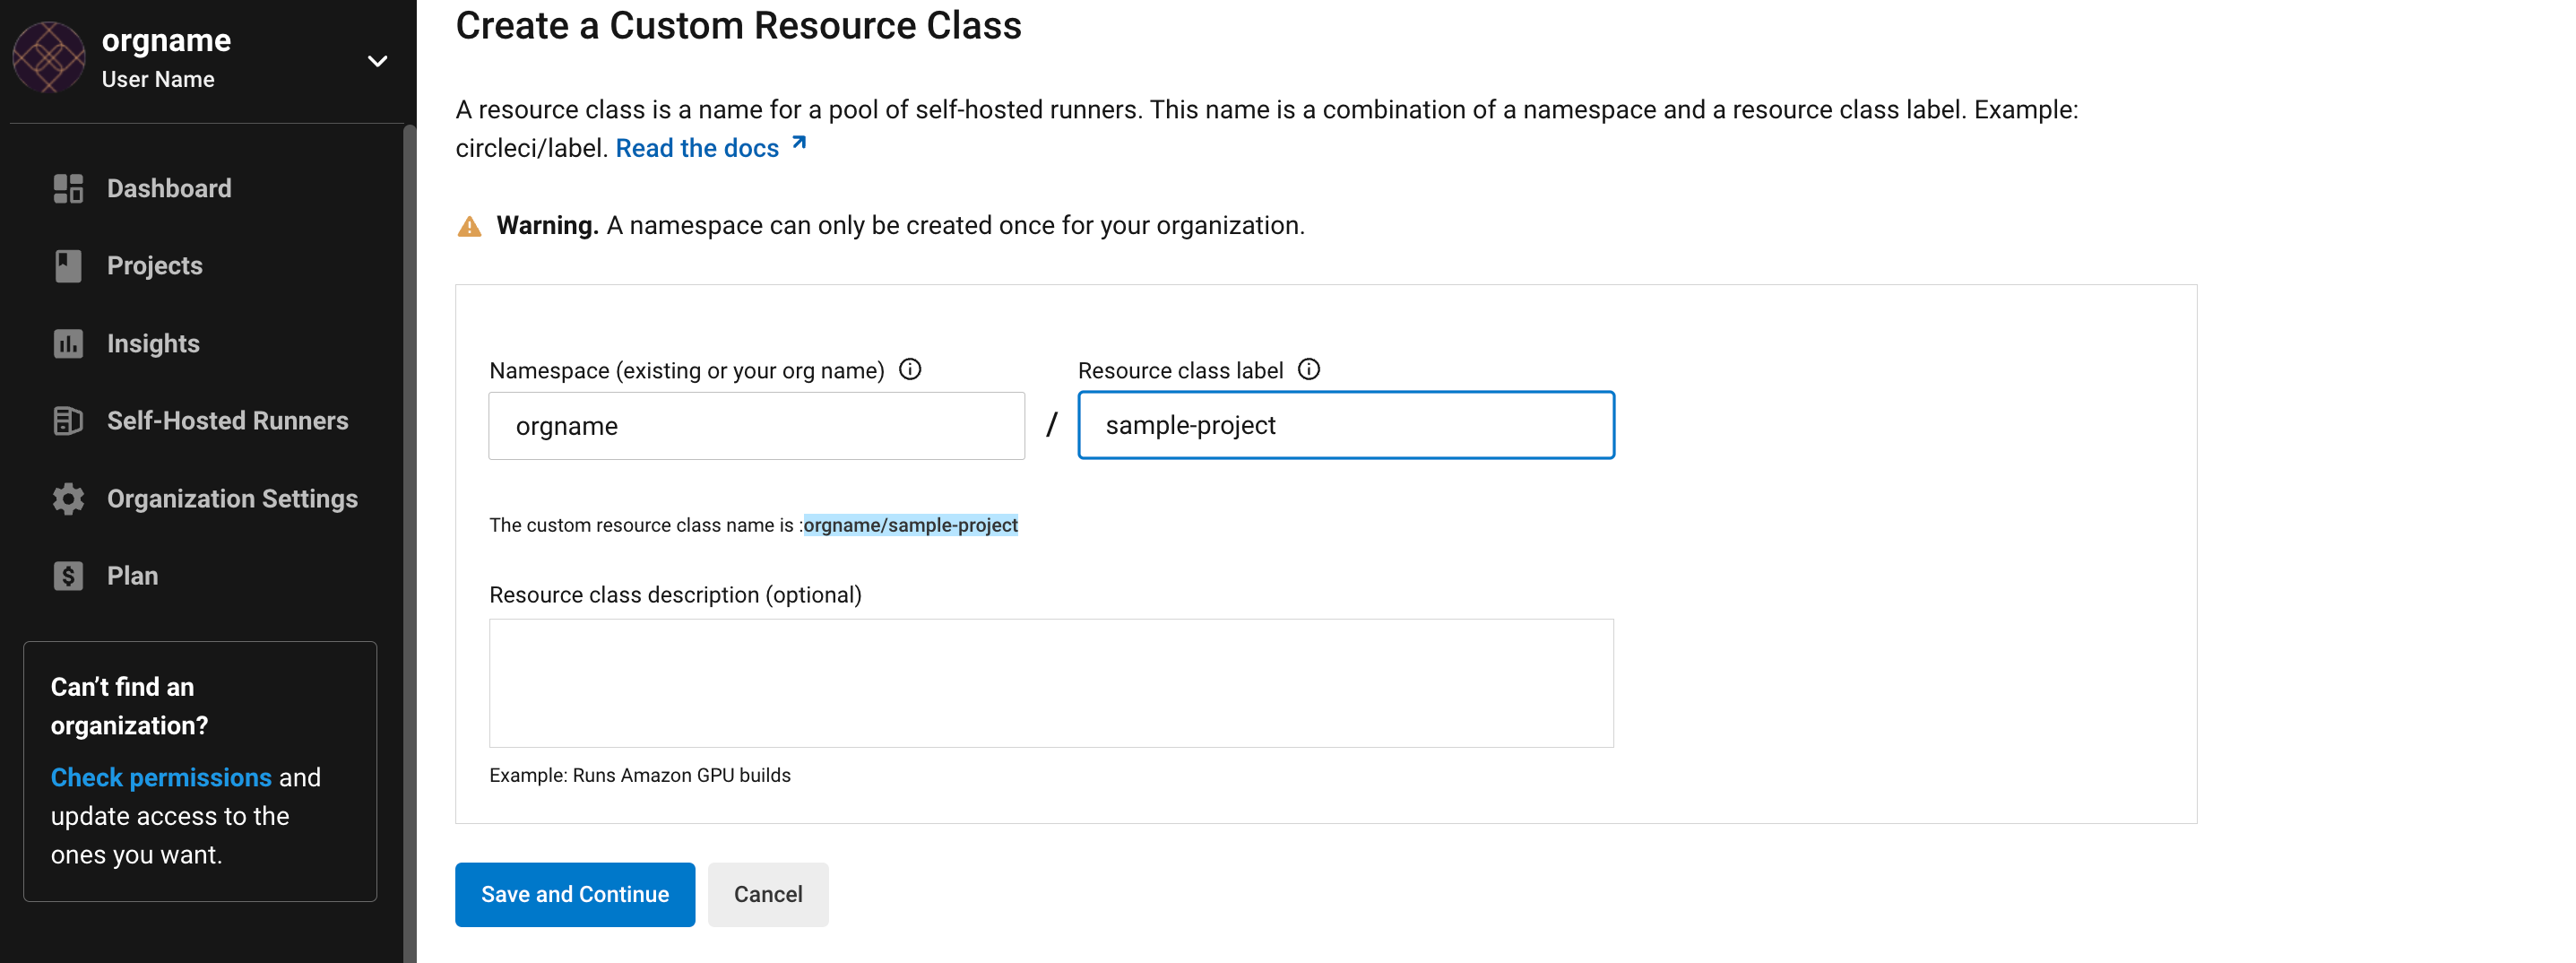 orgname
User Name
Dashboard
Projects
Insights
Self-Hosted Runners
Organization Settings
Plan
Can’t find an
organization?
Check permissions and
update access to the
ones you want.
Create a Custom Resource Class
A resource class is a name for a pool of self-hosted runners. This name is a combination of a namespace and a resource class label. Example:
circleci/label. Read the docs
Warning. A namespace can only be created once for your organization.
Namespace (existing or your org name)
Resource class label
orgname / sample-project
The custom resource class name is :orgname/sample-project
Resource class description (optional)
Example: Runs Amazon GPU builds
Save and Continue
Cancel